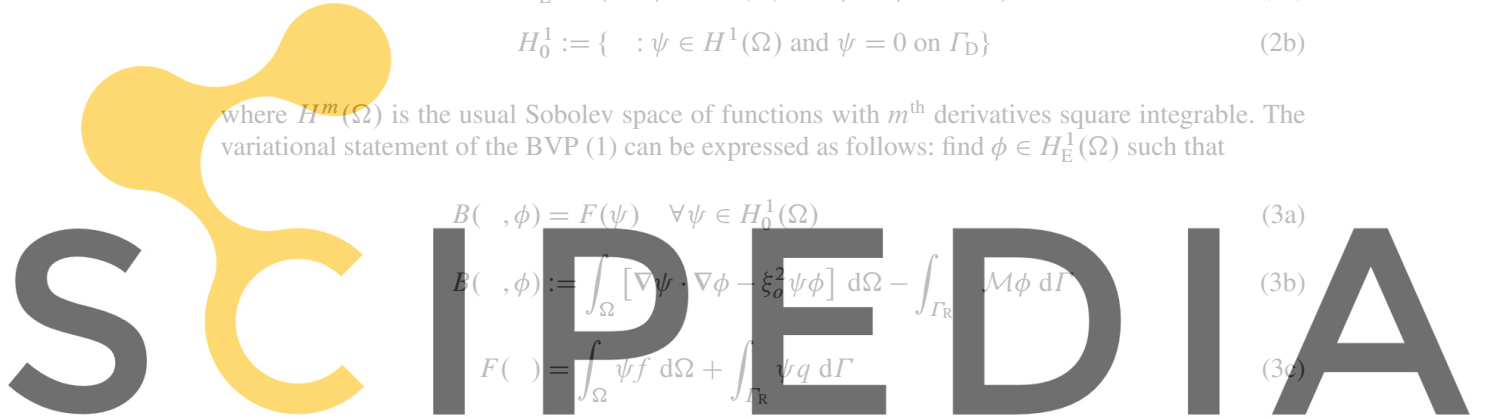 H_0^1 := { : ψ ∈ H^1(Ω) and ψ = 0 on Γ_D} (2b)
where H^m(Ω) is the usual Sobolev space of functions with m^th derivatives square integrable. The
variational statement of the BVP (1) can be expressed as follows: find ϕ ∈ H_E^1(Ω) such that
B( , ϕ) = F(ψ) ∀ψ ∈ H_0^1(Ω) (3a)
B( , ϕ) := ∫_Ω [∇ψ · ∇ϕ − ξ_o^2 ψϕ] dΩ − ∫_{Γ_R} ℳϕ dΓ (3b)
F( ) = ∫_Ω ψf dΩ + ∫_{Γ_R} ψq dΓ (3c)
SCIPEDIA